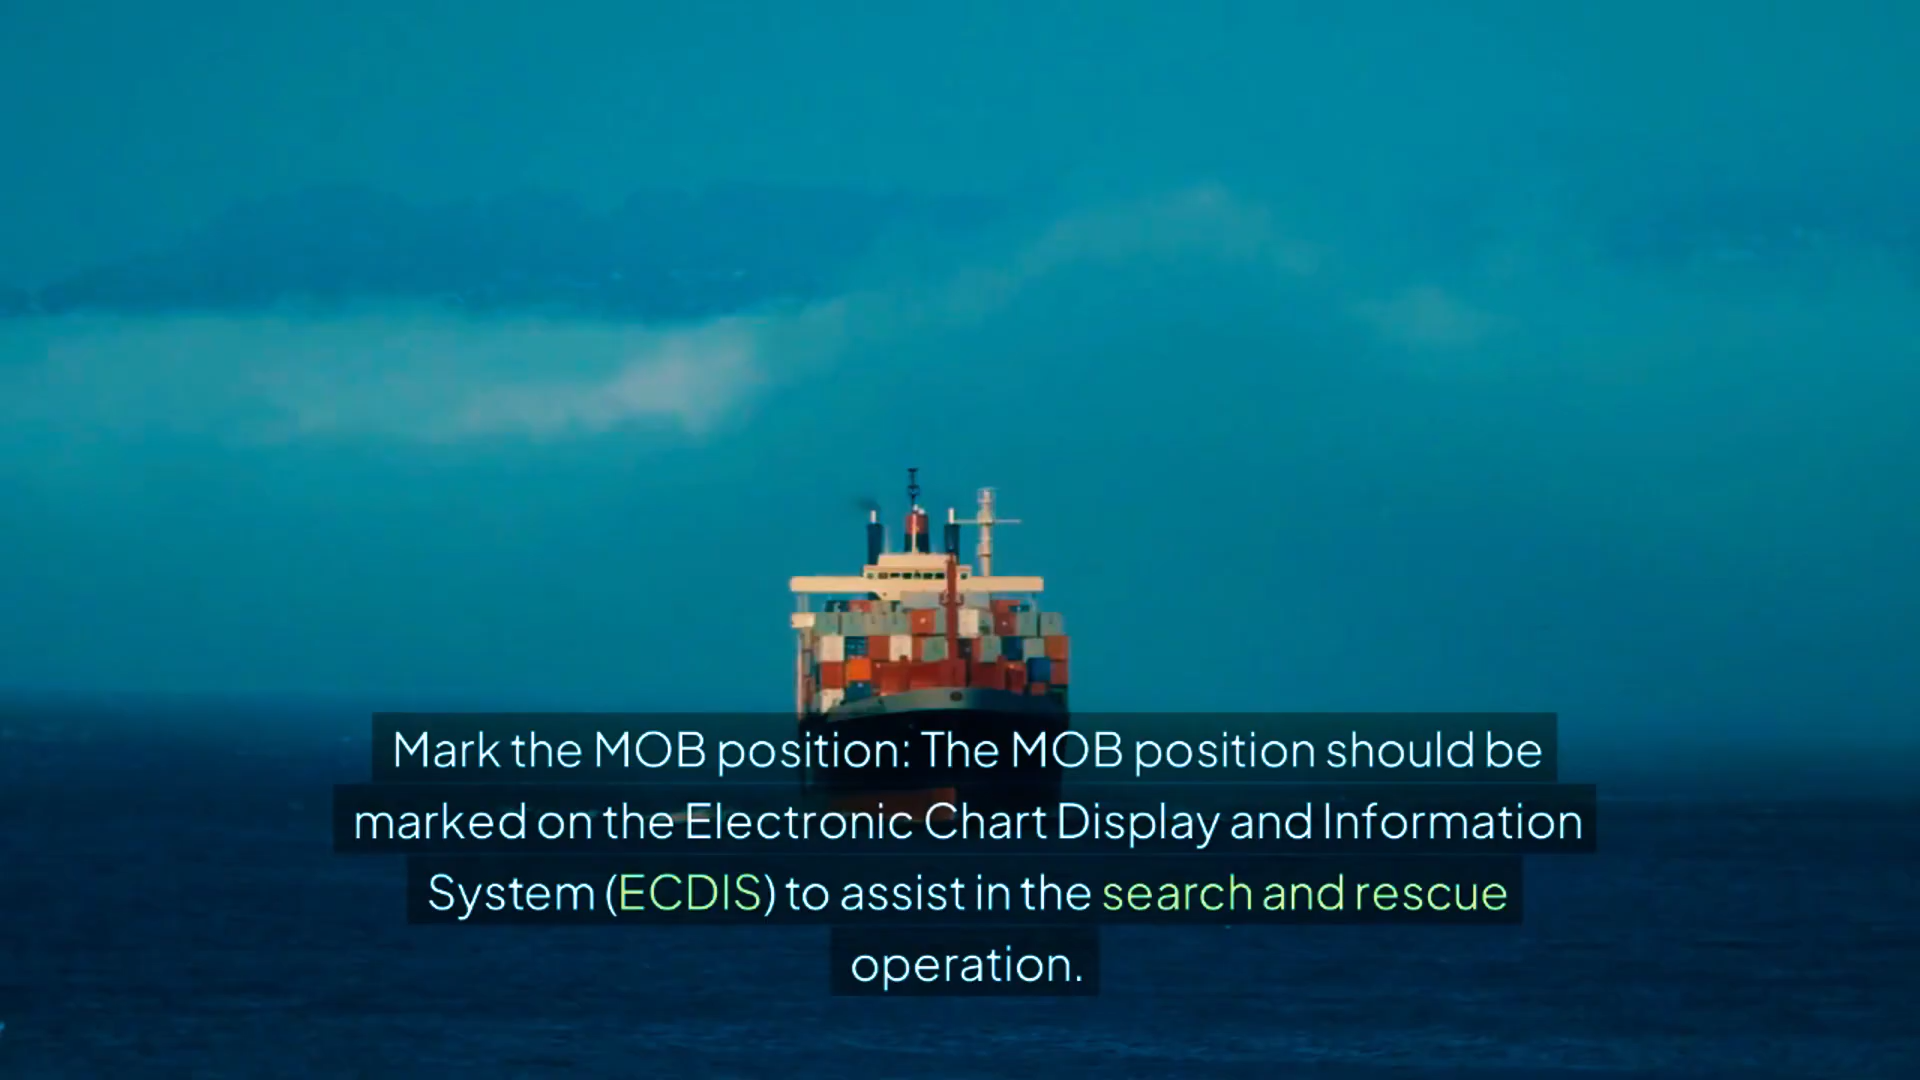 Mark the MOB position: The MOB position should be
marked on the Electronic Chart Display and Information
System (ECDIS) to assist in the search and rescue
operation.